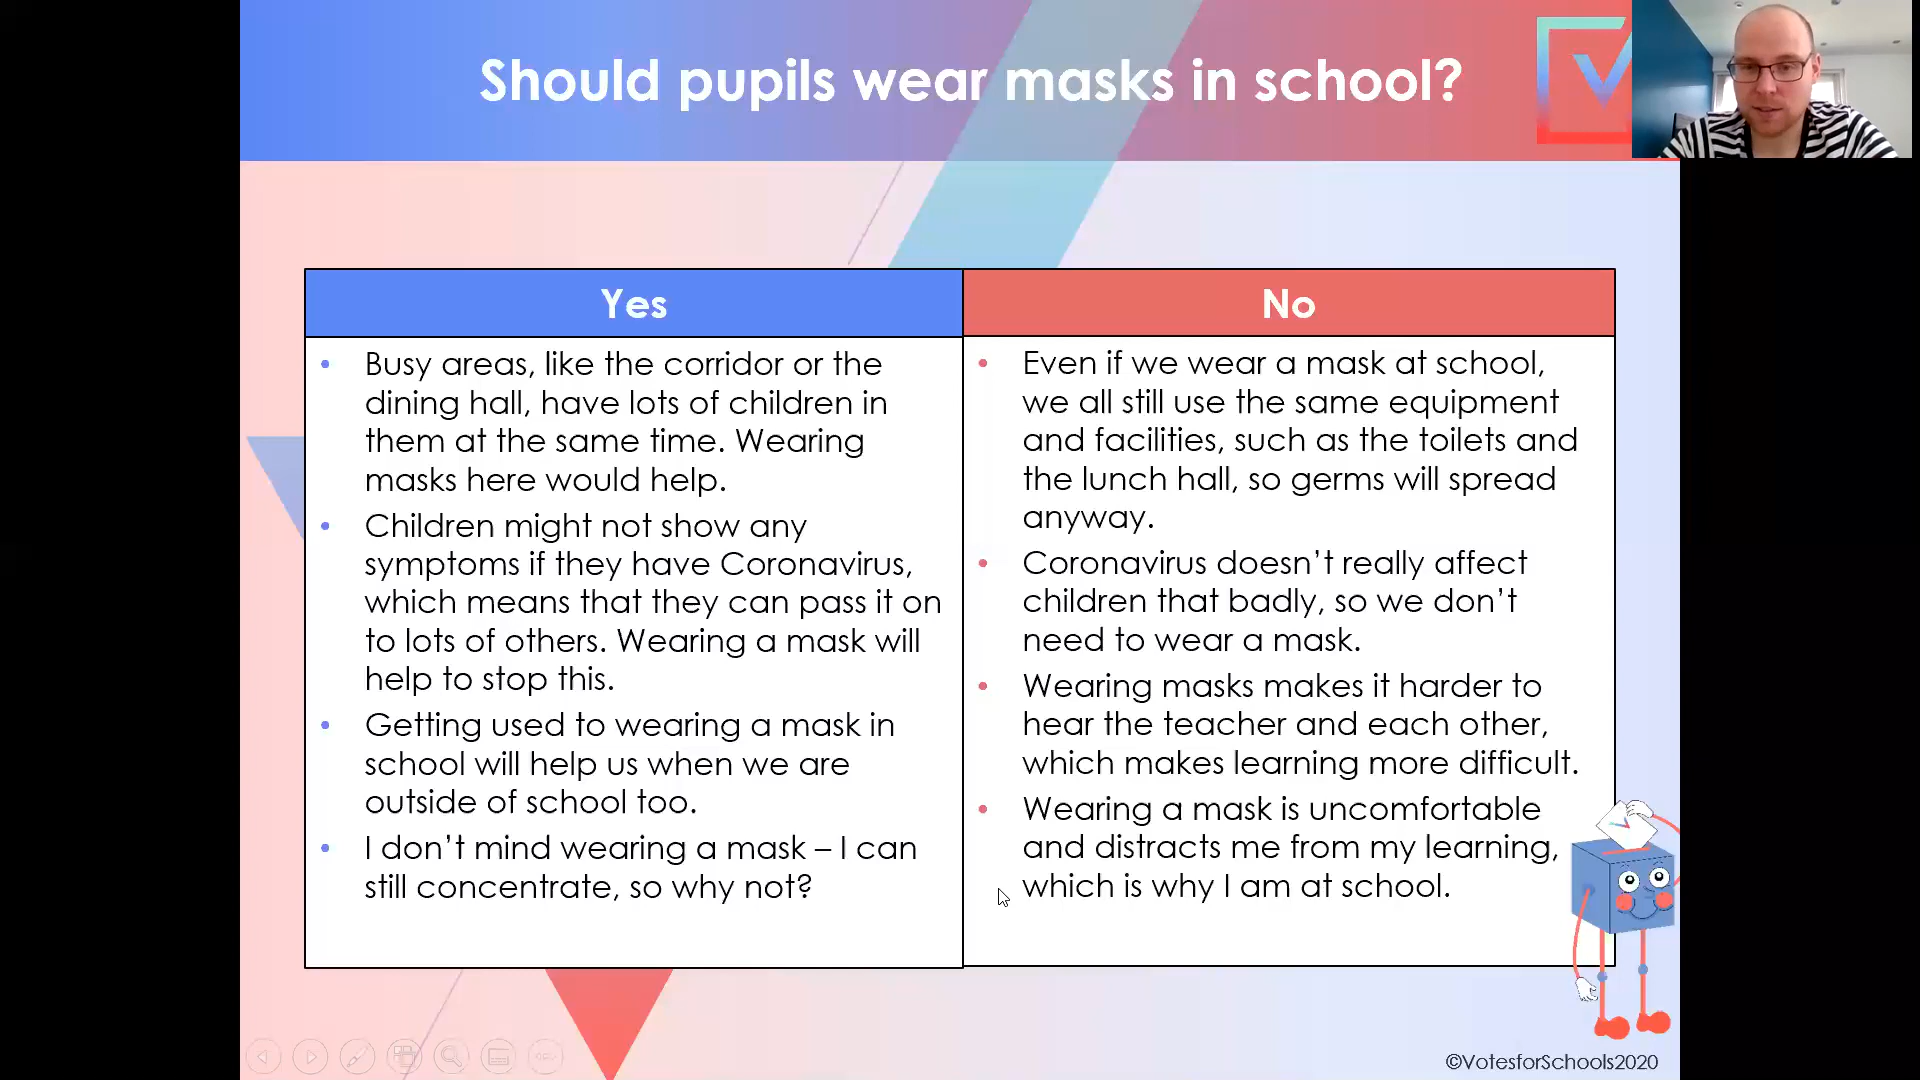 Should pupils wear masks in school?
Yes
Busy areas, like the corridor or the
dining hall, have lots of children in
them at the same time. Wearing
masks here would help.
Children might not show any
symptoms if they have Coronavirus,
which means that they can pass it on
to lots of others. Wearing a mask will
help to stop this.
Getting used to wearing a mask in
school will help us when we are
outside of school too.
I don’t mind wearing a mask – I can
still concentrate, so why not?
No
Even if we wear a mask at school,
we all still use the same equipment
and facilities, such as the toilets and
the lunch hall, so germs will spread
anyway.
Coronavirus doesn’t really affect
children that badly, so we don’t
need to wear a mask.
Wearing masks makes it harder to
hear the teacher and each other,
which makes learning more difficult.
Wearing a mask is uncomfortable
and distracts me from my learning,
which is why I am at school.
©VotesforSchools2020